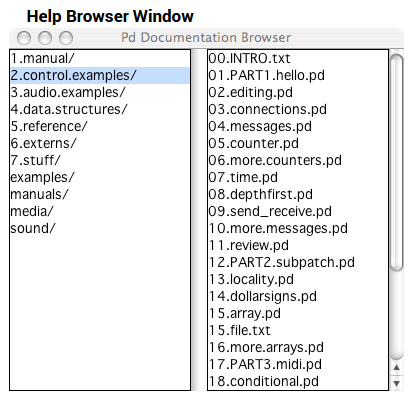 Help Browser Window
Pd Documentation Browser
1.manual/
2.control.examples/
3.audio.examples/
4.data.structures/
5.reference/
6.externs/
7.stuff/
examples/
manuals/
media/
sound/
00.INTRO.txt
01.PART1.hello.pd
02.editing.pd
03.connections.pd
04.messages.pd
05.counter.pd
06.more.counters.pd
07.time.pd
08.depthfirst.pd
09.send_receive.pd
10.more.messages.pd
11.review.pd
12.PART2.subpatch.pd
13.locality.pd
14.dollarsigns.pd
15.array.pd
15.file.txt
16.more.arrays.pd
17.PART3.midi.pd
18.conditional.pd